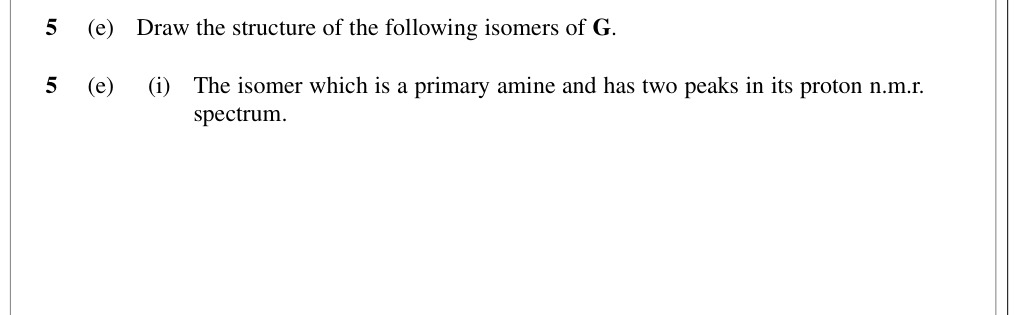 5 (e) Draw the structure of the following isomers of G.
5 (e) (i) The isomer which is a primary amine and has two peaks in its proton n.m.r.
spectrum.